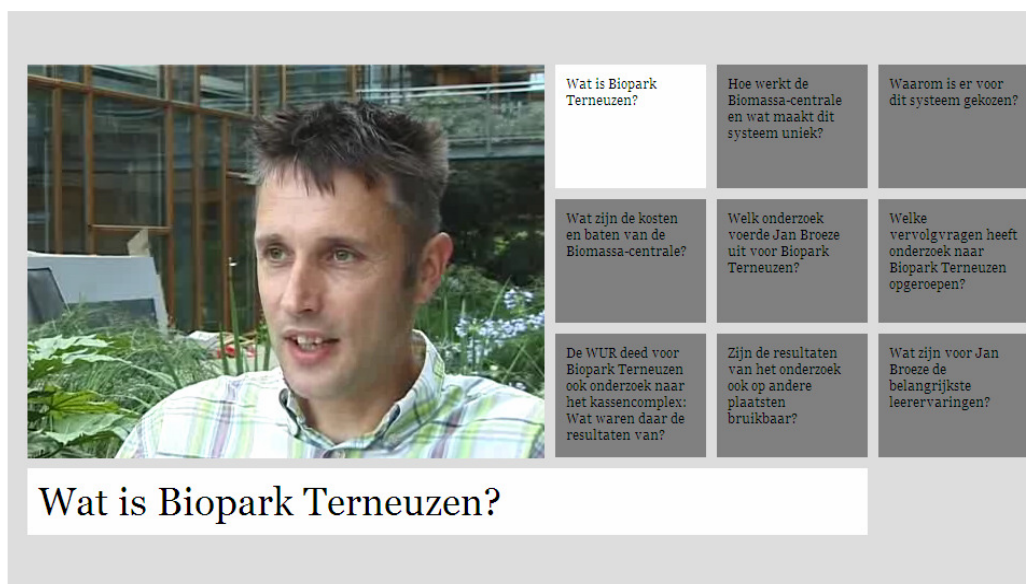 Wat is Biopark
Terneuzen?
Hoe werkt de
Biomassa-centrale
en wat maakt dit
systeem uniek?
Waarom is er voor
dit systeem gekozen?
Wat zijn de kosten
en baten van de
Biomassa-centrale?
Welk onderzoek
voerde Jan Broeze
uit voor Biopark
Terneuzen?
Welke
vervolgvragen heeft
onderzoek naar
Biopark Terneuzen
opgeroepen?
De WUR deed voor
Biopark Terneuzen
ook onderzoek naar
het kassencomplex:
Wat waren daar de
resultaten van?
Zijn de resultaten
van het onderzoek
ook op andere
plaatsten
bruikbaar?
Wat zijn voor Jan
Broeze de
belangrijkste
leerervaringen?
Wat is Biopark Terneuzen?